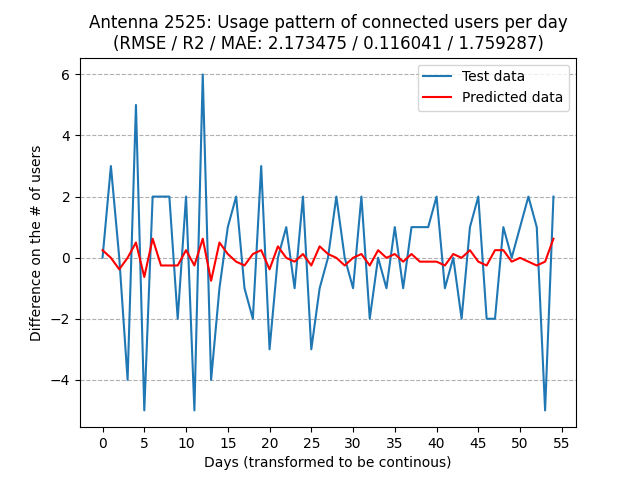 Antenna 2525: Usage pattern of connected users per day
(RMSE / R2 / MAE: 2.173475 / 0.116041 / 1.759287)
Test data
Predicted data
Difference on the # of users
6
4
2
0
−2
−4
0 5 10 15 20 25 30 35 40 45 50 55
Days (transformed to be continous)